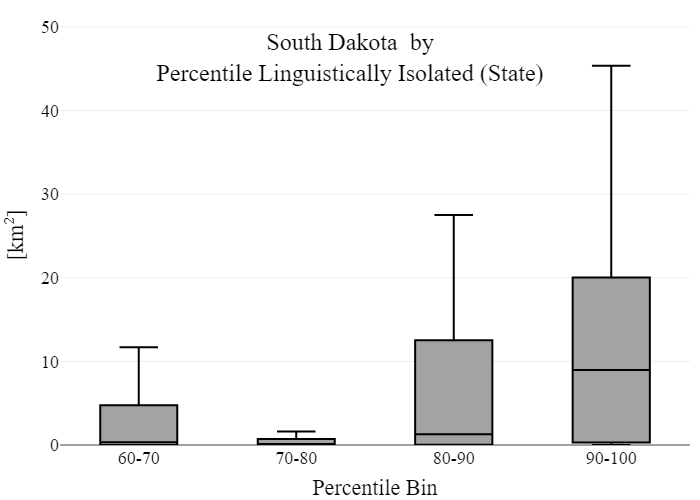 South Dakota by
Percentile Linguistically Isolated (State)
50
40
30
20
10
0
[km²]
60-70
70-80
80-90
90-100
Percentile Bin